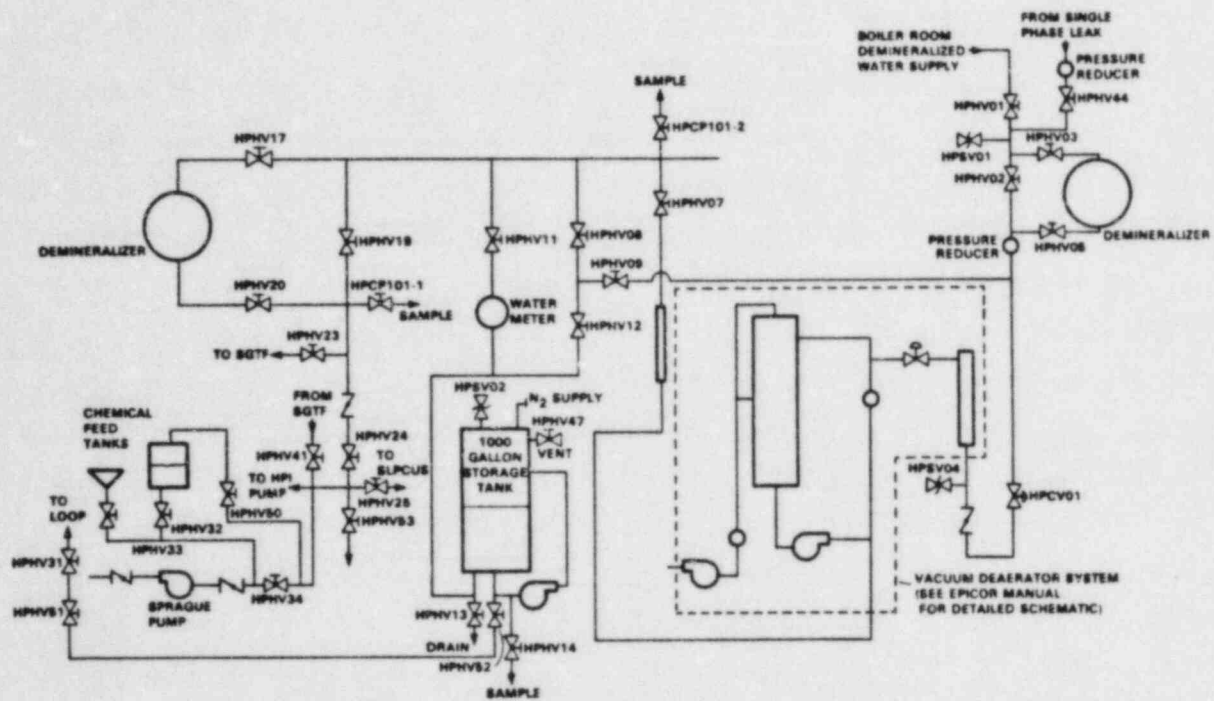 FROM SINGLE
PHASE LEAK
BOILER ROOM
DEMINERALIZED
WATER SUPPLY
PRESSURE
REDUCER
SAMPLE
HPHV01
HPHV44
HPCP101-2
HPHV17
HPHV03
HPSV01
HPHV02
HPHV07
DEMINERALIZER
HPHV19
HPHV11
HPHV08
PRESSURE
REDUCER
HPHV05
DEMINERALIZER
HPHV09
HPHV20
HPCP101-1
SAMPLE
WATER
METER
HPHV12
HPHV23
TO SGTF
HPSV02
N2 SUPPLY
FROM
SGTF
CHEMICAL
FEED
TANKS
HPHV47
VENT
HPHV41
HPHV24
1000
GALLON
STORAGE
TANK
TO
SLPCUS
TO HPI
PUMP
HPSV04
HPCV01
TO
LOOP
HPHV32
HPHV50
HPHV25
HPHV33
HPHV53
HPHV31
HPHV34
VACUUM DEAERATOR SYSTEM
(SEE EPICOR MANUAL
FOR DETAILED SCHEMATIC)
HPHV51
SPRAGUE
PUMP
HPHV13
DRAIN
HPHV14
HPHV52
SAMPLE